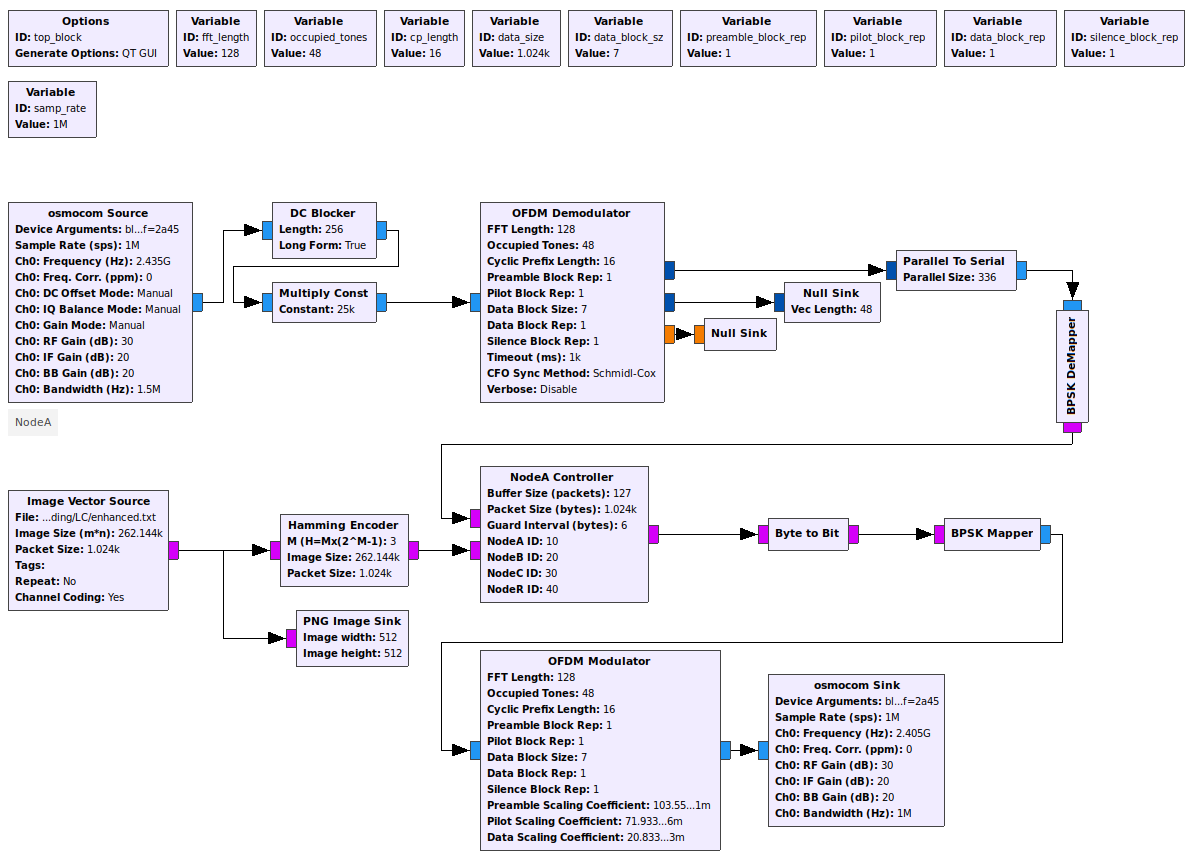 Options
ID: top_block
Generate Options: QT GUI
Variable
ID: fft_length
Value: 128
Variable
ID: occupied_tones
Value: 48
Variable
ID: cp_length
Value: 16
Variable
ID: data_size
Value: 1.024k
Variable
ID: data_block_sz
Value: 7
Variable
ID: preamble_block_rep
Value: 1
Variable
ID: pilot_block_rep
Value: 1
Variable
ID: data_block_rep
Value: 1
Variable
ID: silence_block_rep
Value: 1
Variable
ID: samp_rate
Value: 1M
osmocom Source
Device Arguments: bl...f=2a45
Sample Rate (sps): 1M
Ch0: Frequency (Hz): 2.435G
Ch0: Freq. Corr. (ppm): 0
Ch0: DC Offset Mode: Manual
Ch0: IQ Balance Mode: Manual
Ch0: Gain Mode: Manual
Ch0: RF Gain (dB): 30
Ch0: IF Gain (dB): 20
Ch0: BB Gain (dB): 20
Ch0: Bandwidth (Hz): 1.5M
DC Blocker
Length: 256
Long Form: True
Multiply Const
Constant: 25k
OFDM Demodulator
FFT Length: 128
Occupied Tones: 48
Cyclic Prefix Length: 16
Preamble Block Rep: 1
Pilot Block Rep: 1
Data Block Size: 7
Data Block Rep: 1
Silence Block Rep: 1
Timeout (ms): 1k
CFO Sync Method: Schmidl-Cox
Verbose: Disable
Parallel To Serial
Parallel Size: 336
Null Sink
Vec Length: 48
Null Sink
BPSK DeMapper
NodeA
Image Vector Source
File: ...ding/LC/enhanced.txt
Image Size (m*n): 262.144k
Packet Size: 1.024k
Tags:
Repeat: No
Channel Coding: Yes
Hamming Encoder
M (H=Mx(2^M-1): 3
Image Size: 262.144k
Packet Size: 1.024k
PNG Image Sink
Image width: 512
Image height: 512
NodeA Controller
Buffer Size (packets): 127
Packet Size (bytes): 1.024k
Guard Interval (bytes): 6
NodeA ID: 10
NodeB ID: 20
NodeC ID: 30
NodeR ID: 40
Byte to Bit
BPSK Mapper
OFDM Modulator
FFT Length: 128
Occupied Tones: 48
Cyclic Prefix Length: 16
Preamble Block Rep: 1
Pilot Block Rep: 1
Data Block Size: 7
Data Block Rep: 1
Silence Block Rep: 1
Preamble Scaling Coefficient: 103.55...1m
Pilot Scaling Coefficient: 71.933...6m
Data Scaling Coefficient: 20.833...3m
osmocom Sink
Device Arguments: bl...f=2a45
Sample Rate (sps): 1M
Ch0: Frequency (Hz): 2.405G
Ch0: Freq. Corr. (ppm): 0
Ch0: RF Gain (dB): 30
Ch0: IF Gain (dB): 20
Ch0: BB Gain (dB): 20
Ch0: Bandwidth (Hz): 1M